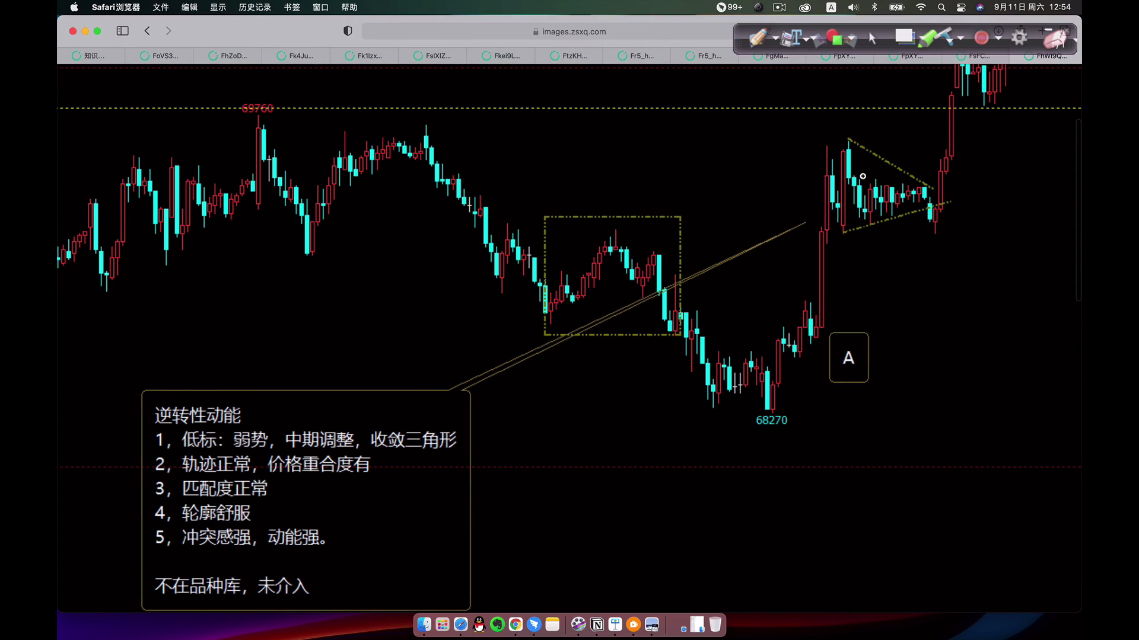 Safari浏览器 文件 编辑 显示 历史记录 书签 窗口 帮助
99+ A 9月11日周六 12:54
images.zsxq.com
知识... FoVS3... FhZoD... Fk4Ju... Fk1Izx... FsIXIZ... FkeI9L... FtzKH... Fr5_h... Fr5_h... FpXY... FpXY...
69760
A
68270
逆转性动能
1，低标：弱势，中期调整，收敛三角形
2，轨迹正常，价格重合度有
3，匹配度正常
4，轮廓舒服
5，冲突感强，动能强。
不在品种库，未介入